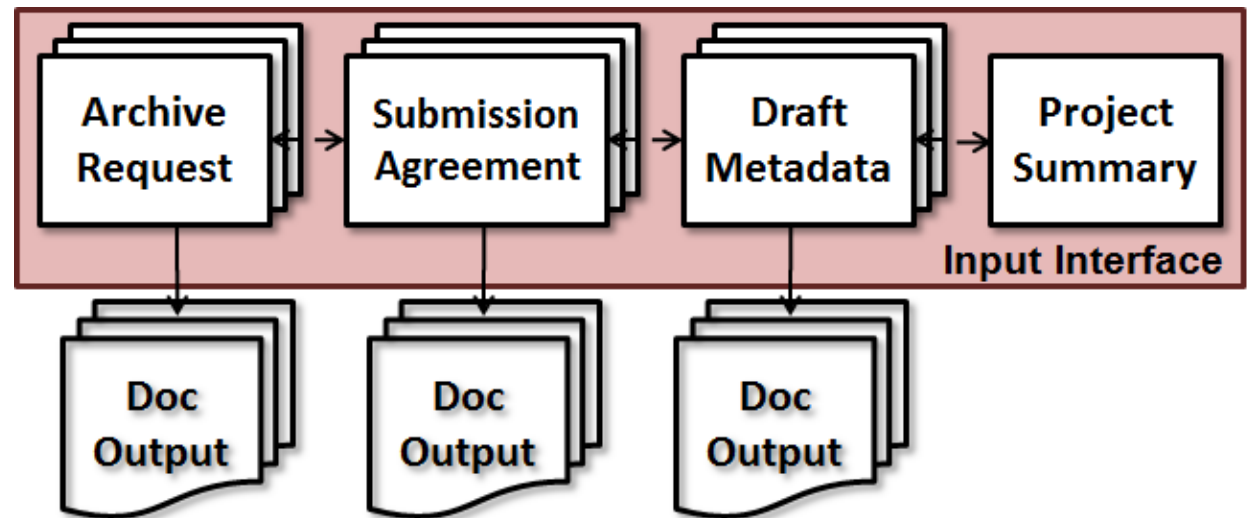 Archive
Request
Submission
Agreement
Draft
Metadata
Project
Summary
Input Interface
Doc
Output
Doc
Output
Doc
Output